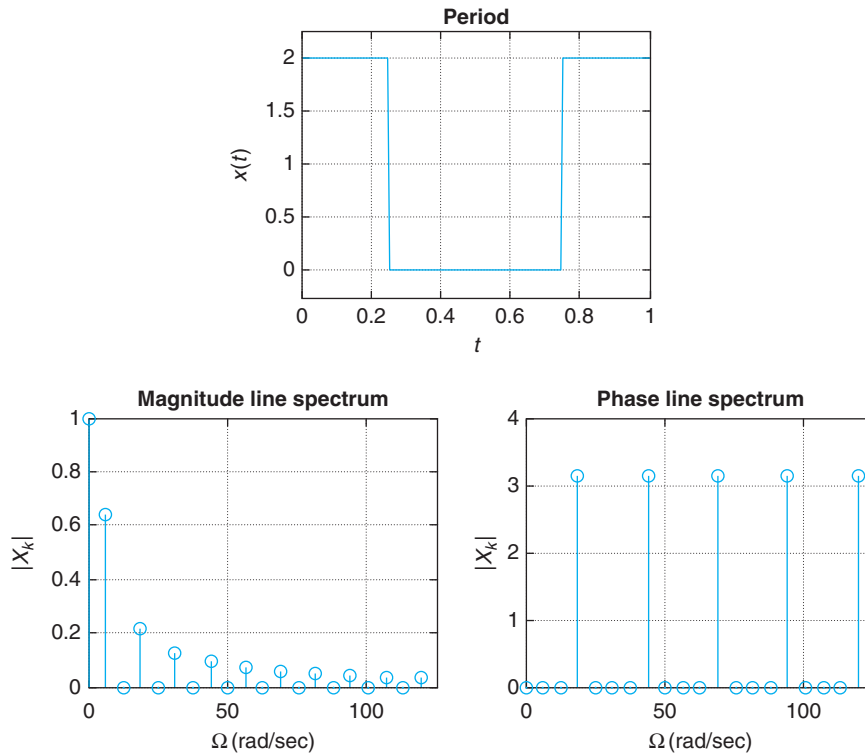 Period
2
1.5
1
0.5
0
x(t)
0 0.2 0.4 0.6 0.8 1
t
Magnitude line spectrum
1
0.8
0.6
0.4
0.2
0
|X_k|
0 50 100
Ω (rad/sec)
Phase line spectrum
4
3
2
1
0
|X_k|
0 50 100
Ω (rad/sec)